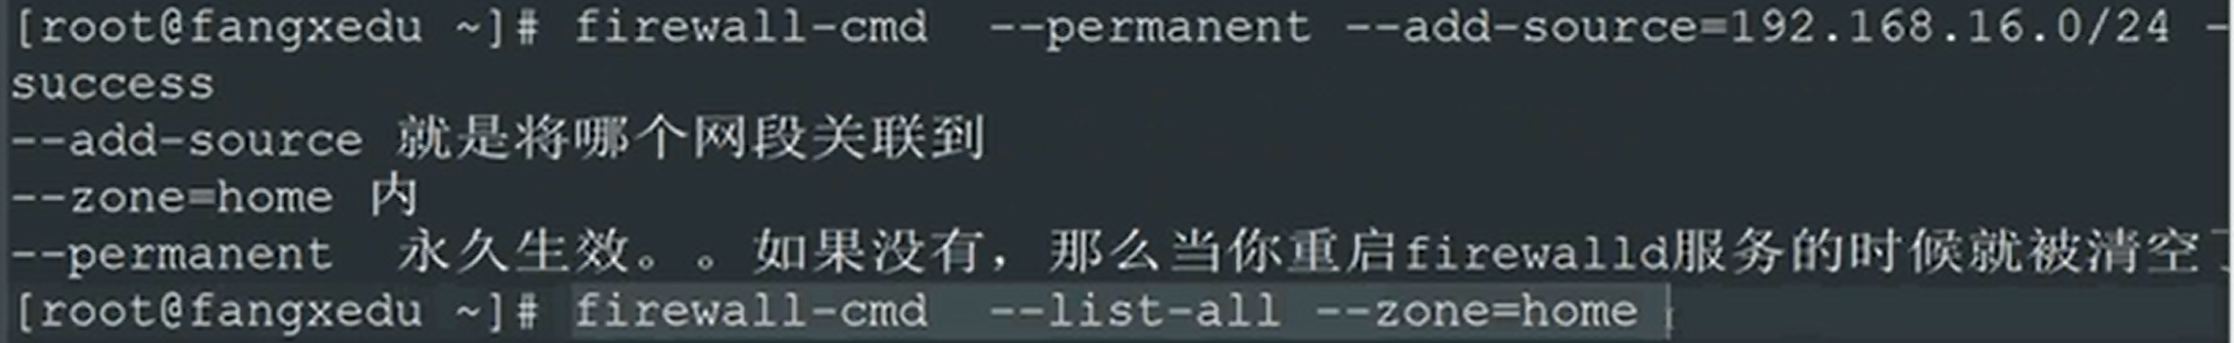 [root@fangxedu ~]# firewall-cmd  --permanent --add-source=192.168.16.0/24 -
success
--add-source 就是将哪个网段关联到
--zone=home 内
--permanent  永久生效。。如果没有，那么当你重启firewalld服务的时候就被清空
[root@fangxedu ~]# firewall-cmd  --list-all --zone=home